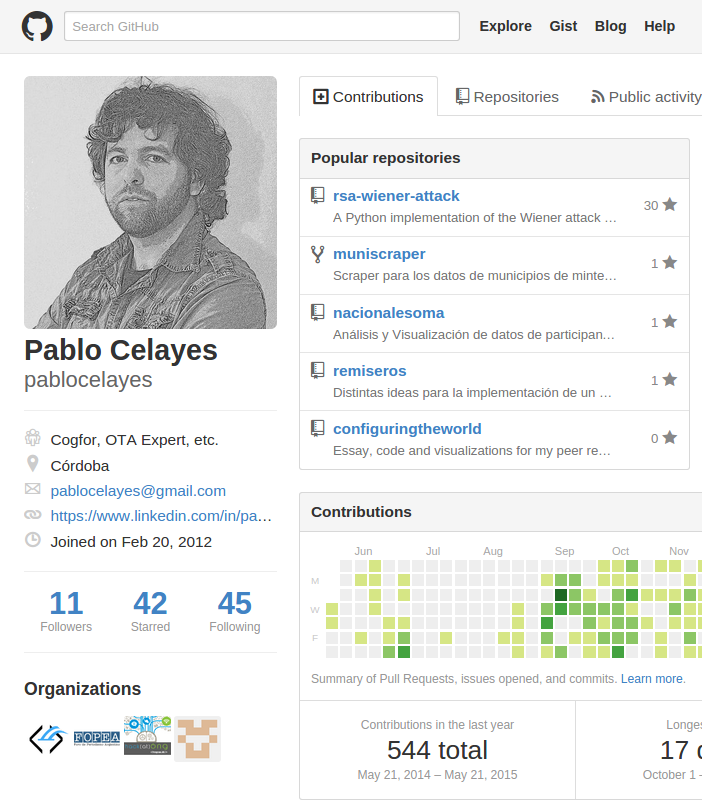 Search GitHub
Explore Gist Blog Help
Contributions Repositories Public activity
Popular repositories
rsa-wiener-attack
A Python implementation of the Wiener attack …
30
muniscraper
Scraper para los datos de municipios de minte…
1
nacionalesoma
Análisis y Visualización de datos de participan…
1
remiseros
Distintas ideas para la implementación de un …
1
configuringtheworld
Essay, code and visualizations for my peer re…
0
Pablo Celayes
pablocelayes
Cogfor, OTA Expert, etc.
Córdoba
pablocelayes@gmail.com
https://www.linkedin.com/in/pa…
Joined on Feb 20, 2012
11 42 45
Followers Starred Following
Organizations
FOPEA
Contributions
Jun Jul Aug Sep Oct Nov
M
W
F
Summary of Pull Requests, issues opened, and commits. Learn more.
Contributions in the last year
544 total
May 21, 2014 – May 21, 2015
Longes
17 d
October 1 –